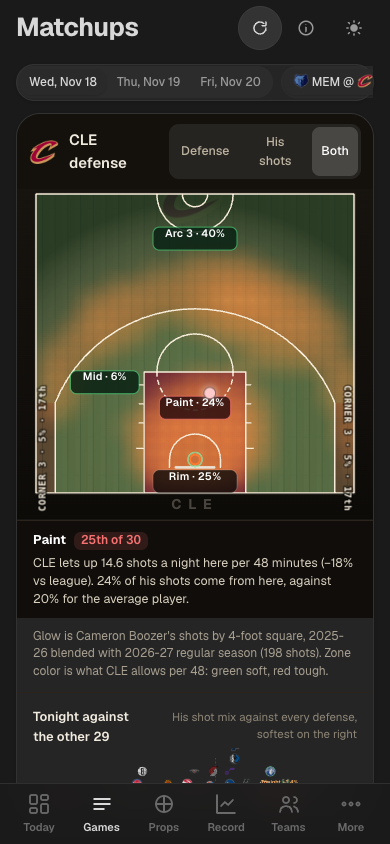 Matchups
Wed, Nov 18 Thu, Nov 19 Fri, Nov 20 MEM @
CLE defense
Defense His shots Both
Arc 3 · 40%
Mid · 6%
Paint · 24%
CORNER 3 · 5% · 17th
CORNER 3 · 5% · 17th
Rim · 25%
CLE
Paint 25th of 30
CLE lets up 14.6 shots a night here per 48 minutes (–18%
vs league). 24% of his shots come from here, against
20% for the average player.
Glow is Cameron Boozer's shots by 4-foot square, 2025-
26 blended with 2026-27 regular season (198 shots). Zone
color is what CLE allows per 48: green soft, red tough.
Tonight against
the other 29
His shot mix against every defense,
softest on the right
Today Games Props Record Teams More